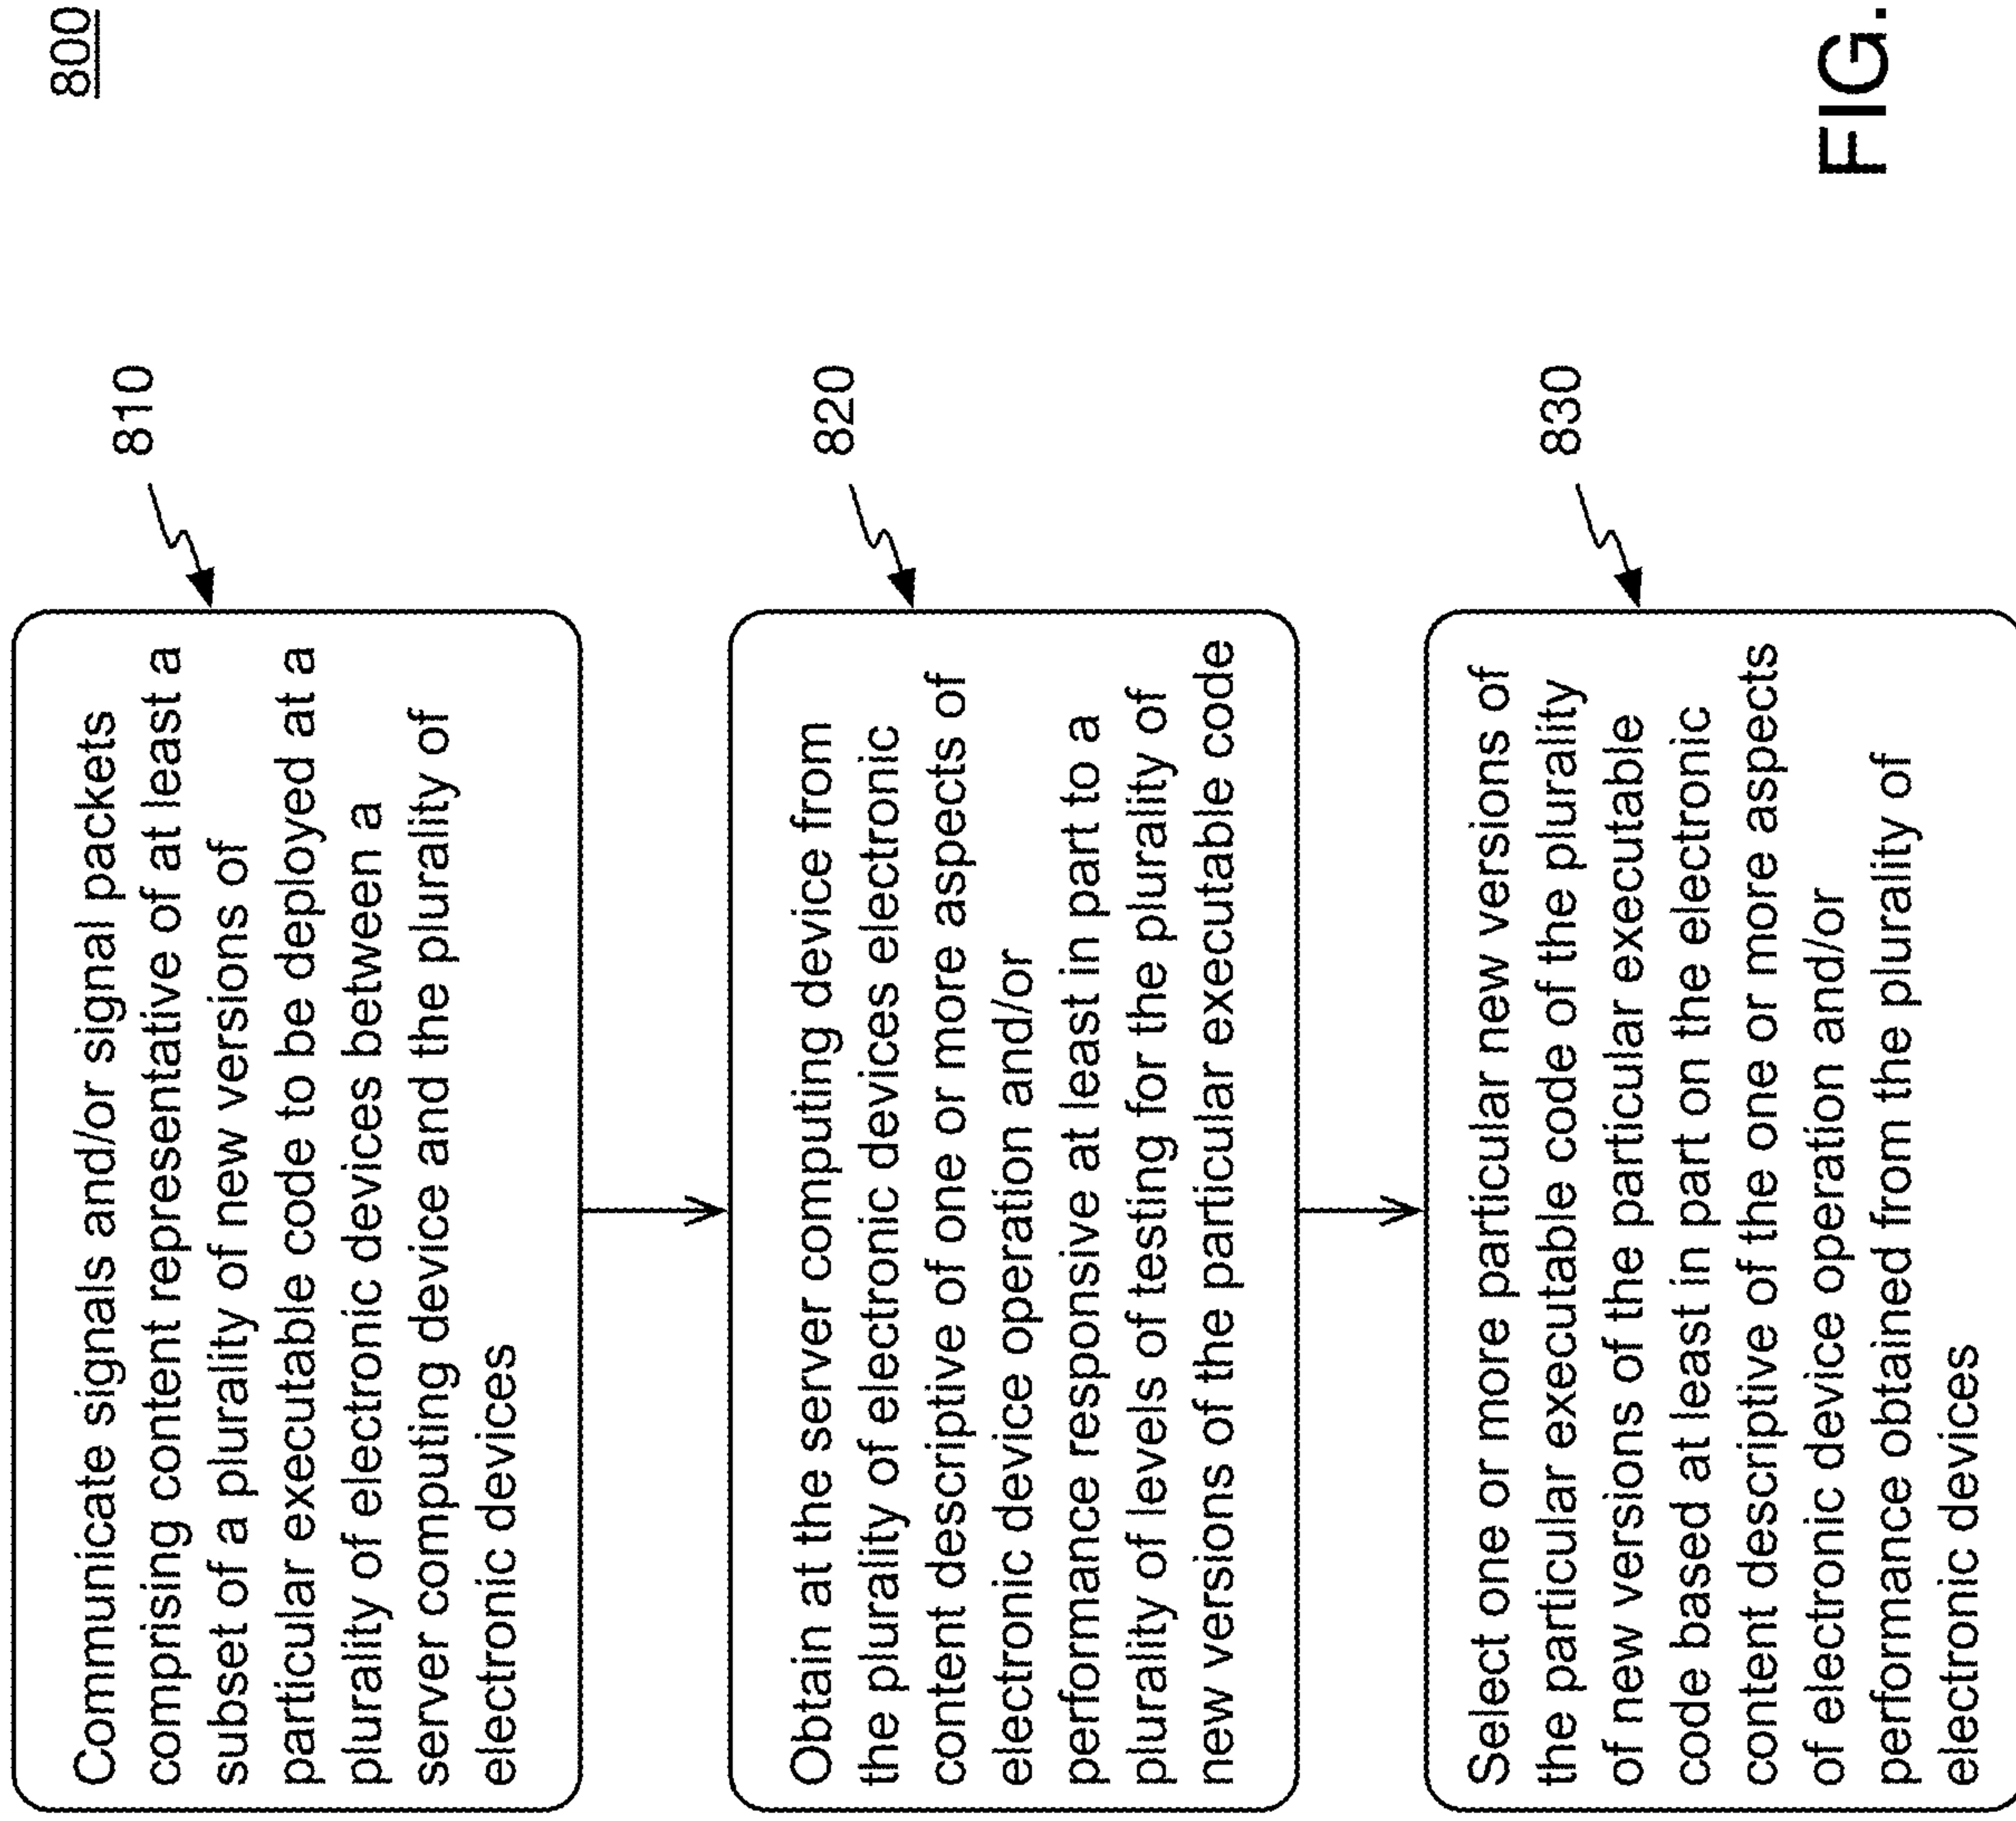 800
810
Communicate signals and/or signal packets
comprising content representative of at least a
subset of a plurality of new versions of
particular executable code to be deployed at a
plurality of electronic devices between a
server computing device and the plurality of
electronic devices
820
Obtain at the server computing device from
the plurality of electronic devices electronic
content descriptive of one or more aspects of
electronic device operation and/or
performance responsive at least in part to a
plurality of levels of testing for the plurality of
new versions of the particular executable code
830
Select one or more particular new versions of
the particular executable code of the plurality
of new versions of the particular executable
code based at least in part on the electronic
content descriptive of the one or more aspects
of electronic device operation and/or
performance obtained from the plurality of
electronic devices
FIG.